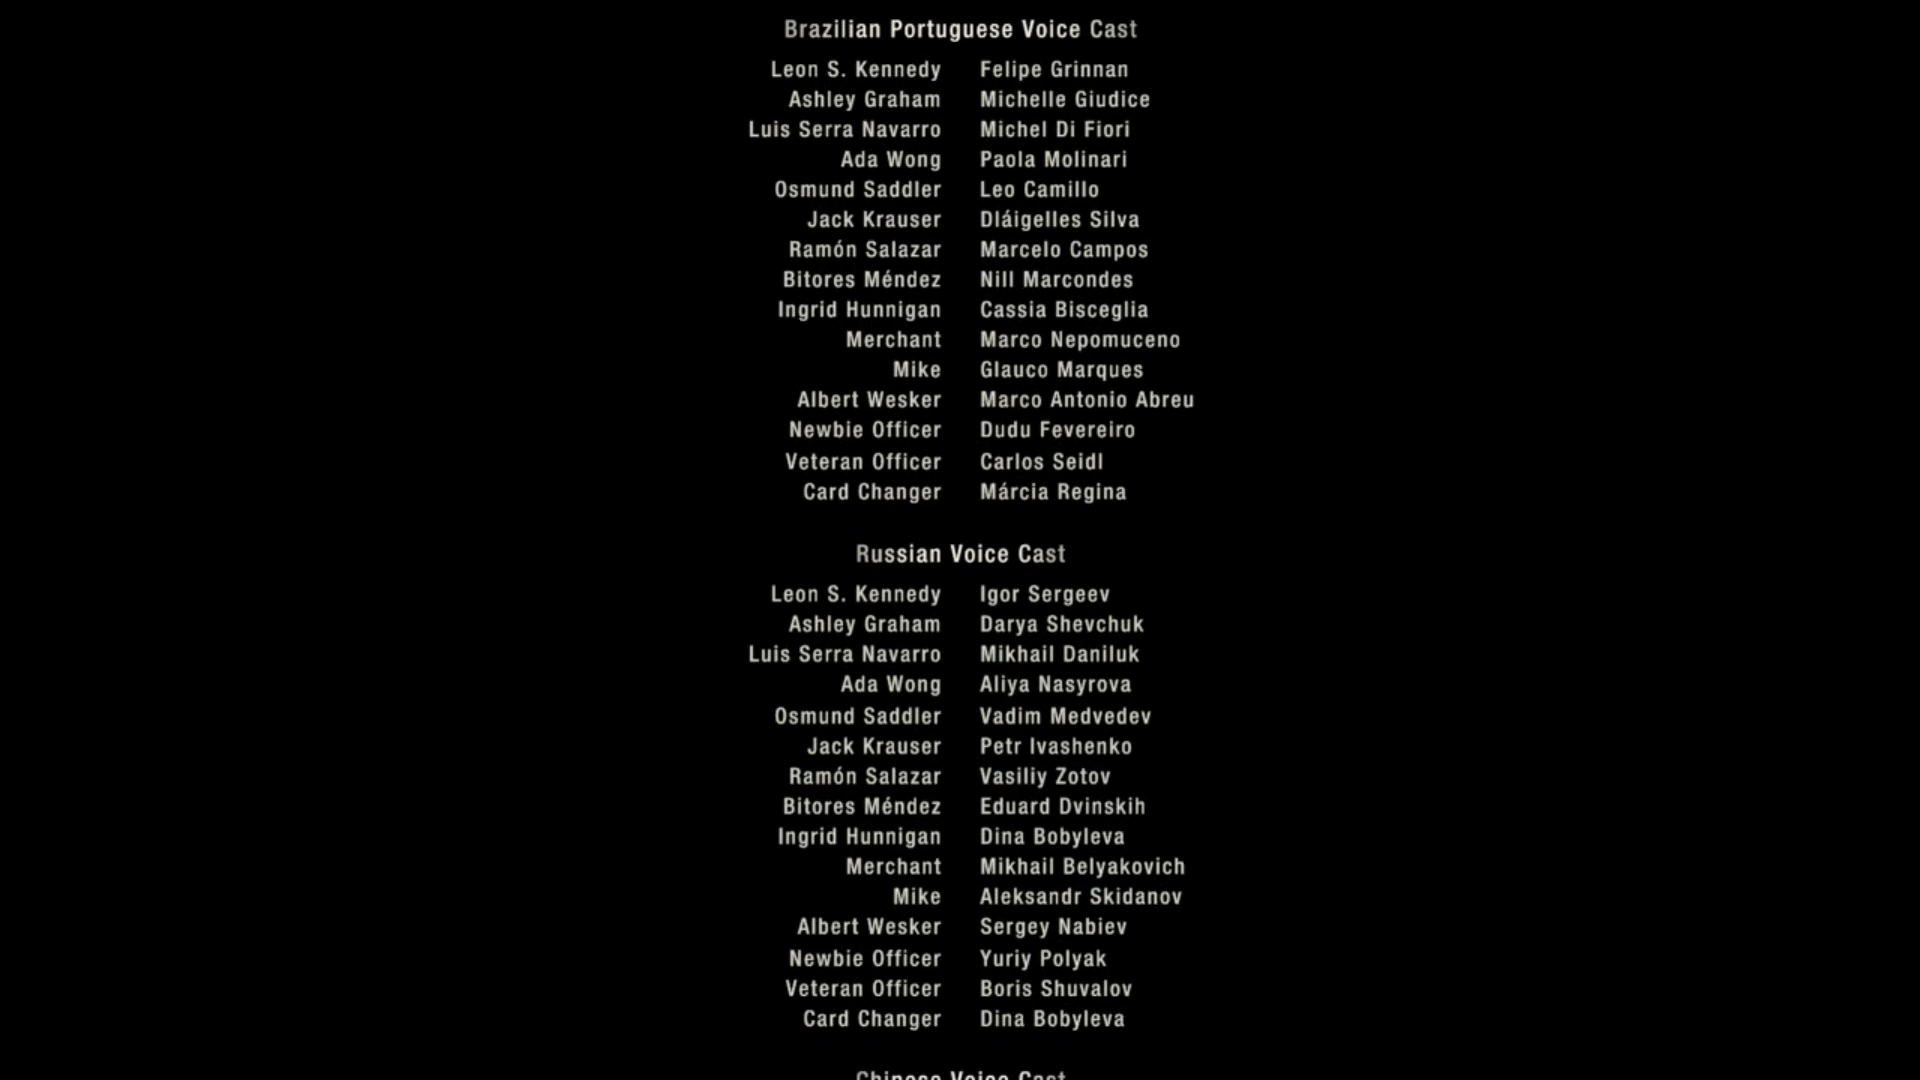 Brazilian Portuguese Voice Cast
Leon S. Kennedy Felipe Grinnan
Ashley Graham Michelle Giudice
Luis Serra Navarro Michel Di Fiori
Ada Wong Paola Molinari
Osmund Saddler Leo Camillo
Jack Krauser Dláigelles Silva
Ramón Salazar Marcelo Campos
Bitores Méndez Nill Marcondes
Ingrid Hunnigan Cassia Bisceglia
Merchant Marco Nepomuceno
Mike Glauco Marques
Albert Wesker Marco Antonio Abreu
Newbie Officer Dudu Fevereiro
Veteran Officer Carlos Seidl
Card Changer Márcia Regina
Russian Voice Cast
Leon S. Kennedy Igor Sergeev
Ashley Graham Darya Shevchuk
Luis Serra Navarro Mikhail Daniluk
Ada Wong Aliya Nasyrova
Osmund Saddler Vadim Medvedev
Jack Krauser Petr Ivashenko
Ramón Salazar Vasiliy Zotov
Bitores Méndez Eduard Dvinskih
Ingrid Hunnigan Dina Bobyleva
Merchant Mikhail Belyakovich
Mike Aleksandr Skidanov
Albert Wesker Sergey Nabiev
Newbie Officer Yuriy Polyak
Veteran Officer Boris Shuvalov
Card Changer Dina Bobyleva
Chinese Voice Cast